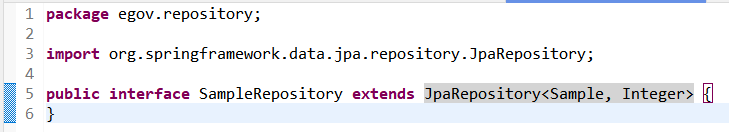 1 package egov.repository;
2
3 import org.springframework.data.jpa.repository.JpaRepository;
4
5 public interface SampleRepository extends JpaRepository<Sample, Integer> {
6 }